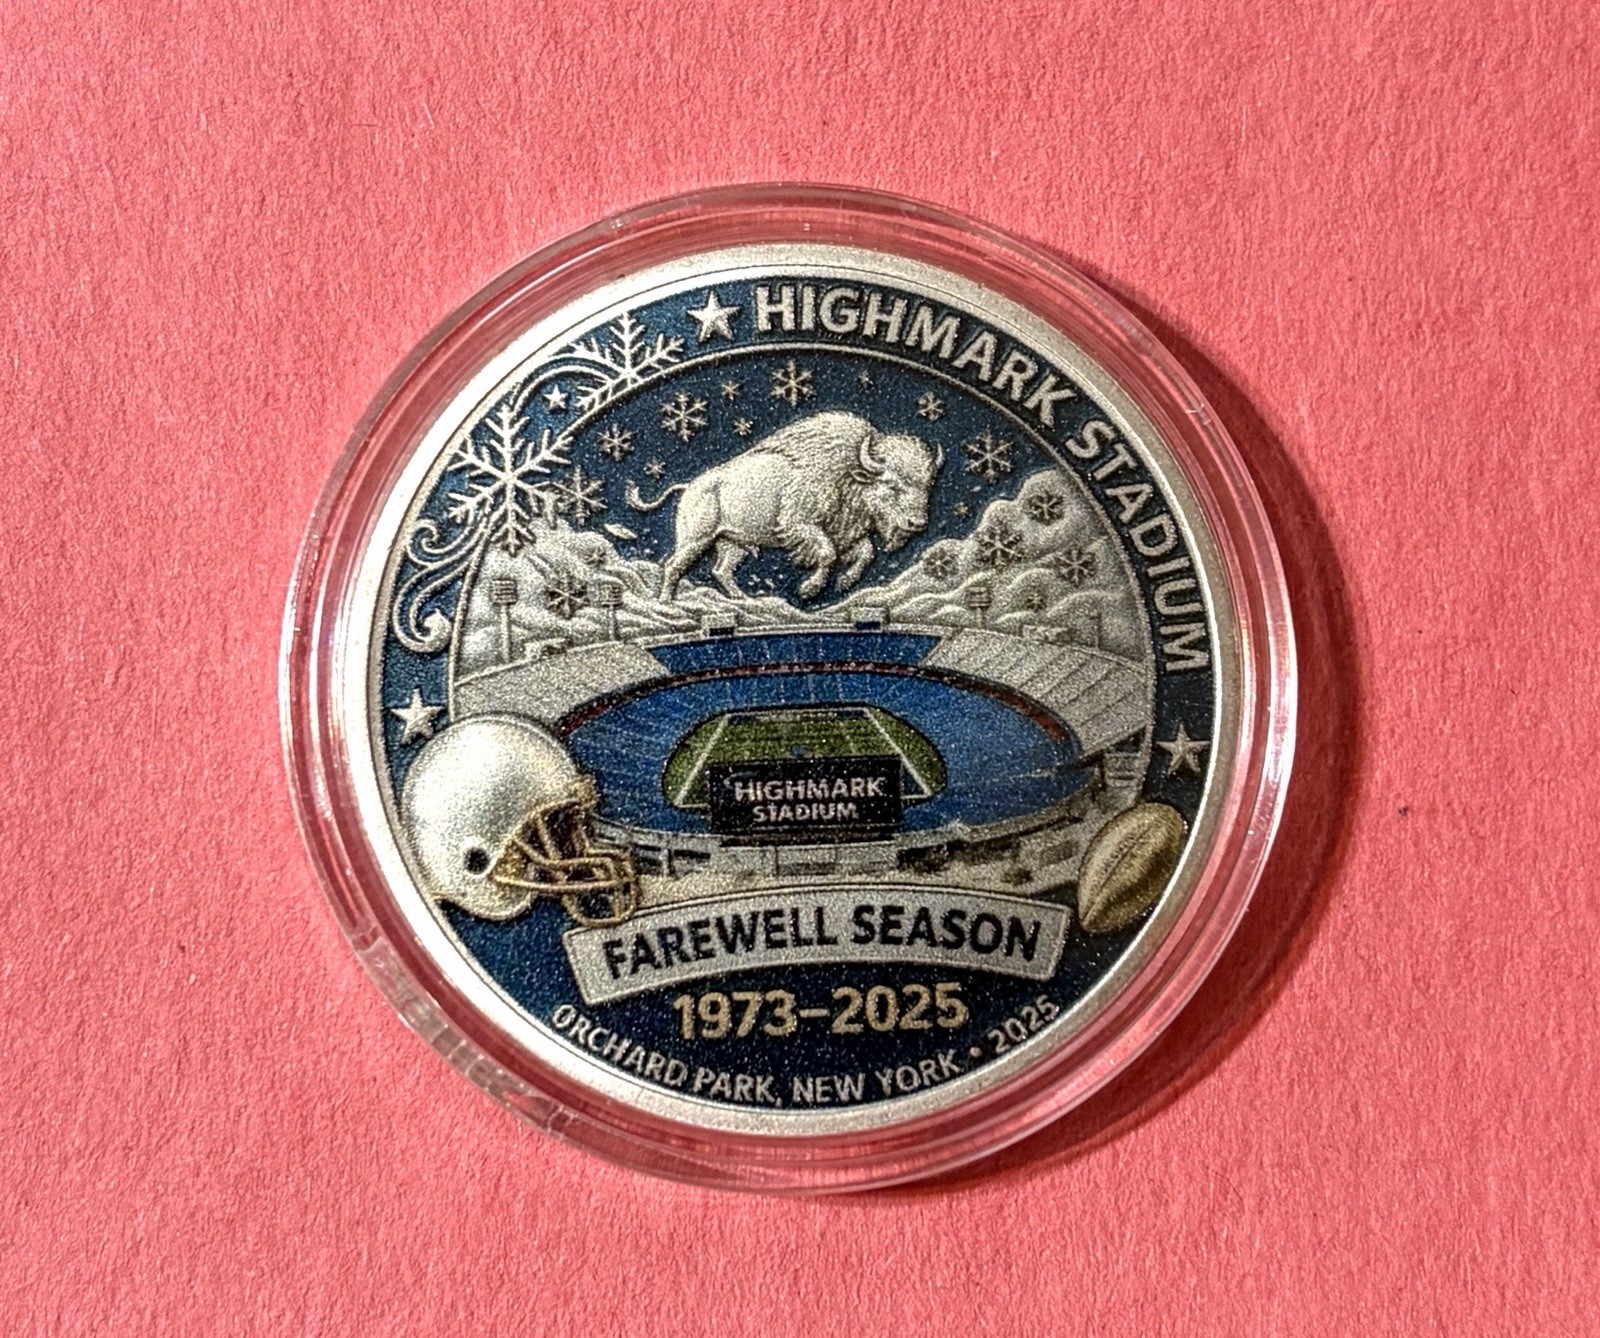 ★ HIGHMARK STADIUM ★
HIGHMARK
STADIUM
FAREWELL SEASON
1973–2025
ORCHARD PARK, NEW YORK • 2025